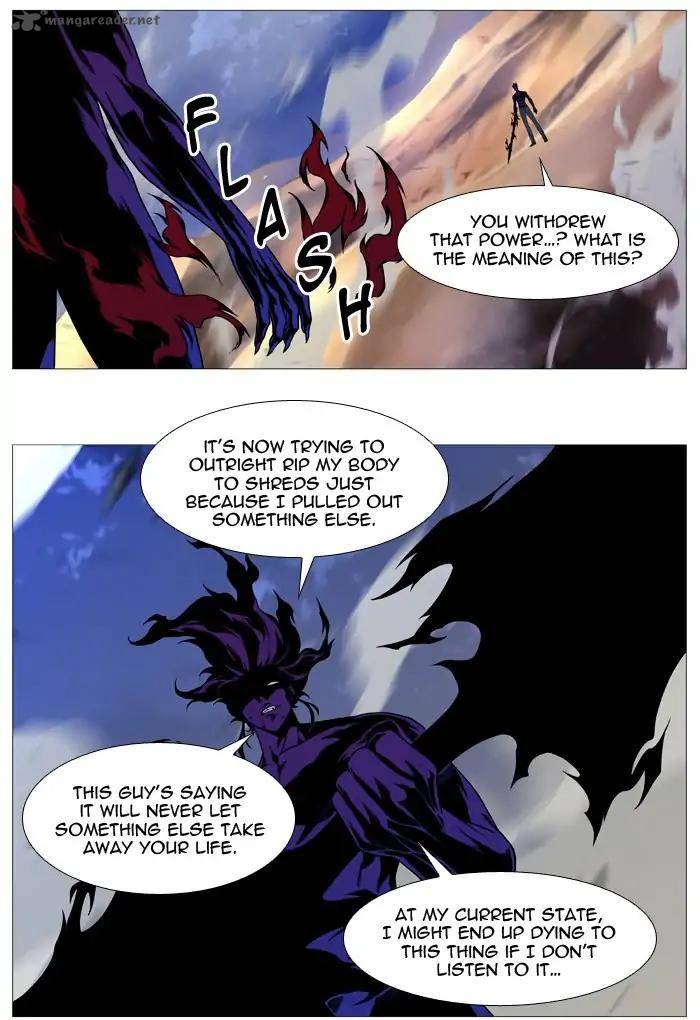 mangareader.net
FLASH
YOU WITHDREW
THAT POWER...? WHAT IS
THE MEANING OF THIS?
IT'S NOW TRYING TO
OUTRIGHT RIP MY BODY
TO SHREDS JUST
BECAUSE I PULLED OUT
SOMETHING ELSE.
THIS GUY'S SAYING
IT WILL NEVER LET
SOMETHING ELSE TAKE
AWAY YOUR LIFE.
AT MY CURRENT STATE,
I MIGHT END UP DYING TO
THIS THING IF I DON'T
LISTEN TO IT...